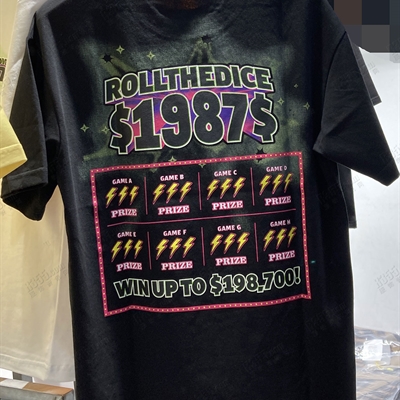 ROLLTHEDICE
$1987$
GAME A GAME B GAME C GAME D
PRIZE PRIZE PRIZE PRIZE
GAME E GAME F GAME G GAME H
PRIZE PRIZE PRIZE PRIZE
WIN UP TO $198,700!